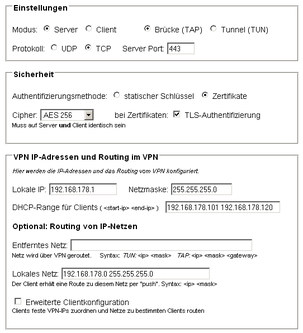 Einstellungen
Modus: Server Client Brücke (TAP) Tunnel (TUN)
Protokoll: UDP TCP Server Port: 443
Sicherheit
Authentifizierungsmethode: statischer Schlüssel Zertifikate
Cipher: AES 256 bei Zertifikaten: TLS-Authentifizierung
Muss auf Server und Client identisch sein
VPN IP-Adressen und Routing im VPN
Hier werden die IP-Adressen und das Routing vom VPN konfiguriert.
Lokale IP: 192.168.178.1 Netzmaske: 255.255.255.0
DHCP-Range für Clients ( <start-ip> <end-ip> ) 192.168.178.101 192.168.178.120
Optional: Routing von IP-Netzen
Entferntes Netz:
Netz wird über VPN geroutet. Syntax: TUN: <ip> <mask> TAP: <ip> <mask> <gateway>
Lokales Netz: 192.168.178.0 255.255.255.0
Der Client erhält eine Route zu diesem Netz per "push". Syntax: <ip> <mask>
Erweiterte Clientkonfiguration
Clients feste VPN-IPs zuordnen und Netze zu bestimmten Clients routen